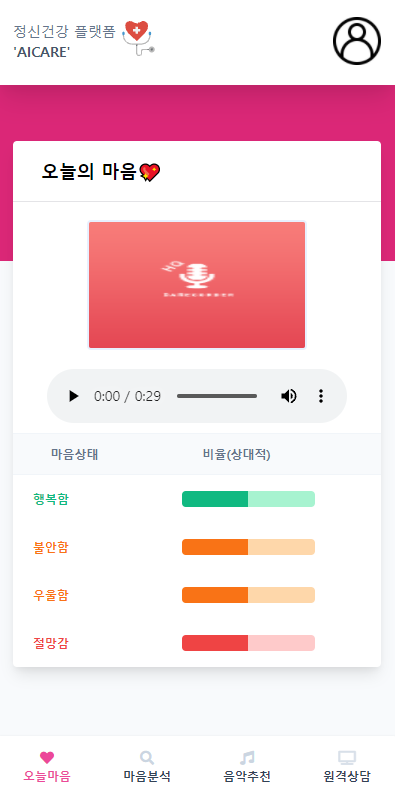 정신건강 플랫폼
'AICARE'
오늘의 마음
HQ
0:00 / 0:29
마음상태 비율(상대적)
행복함
불안함
우울함
절망감
오늘마음 마음분석 음악추천 원격상담